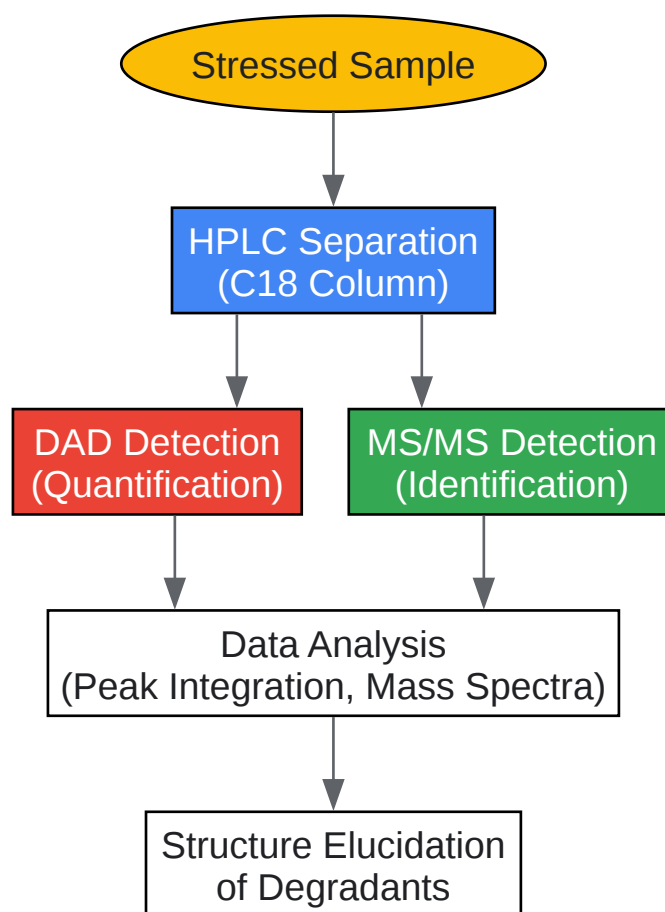 Stressed Sample
HPLC Separation
(C18 Column)
DAD Detection
(Quantification)
MS/MS Detection
(Identification)
Data Analysis
(Peak Integration, Mass Spectra)
Structure Elucidation
of Degradants